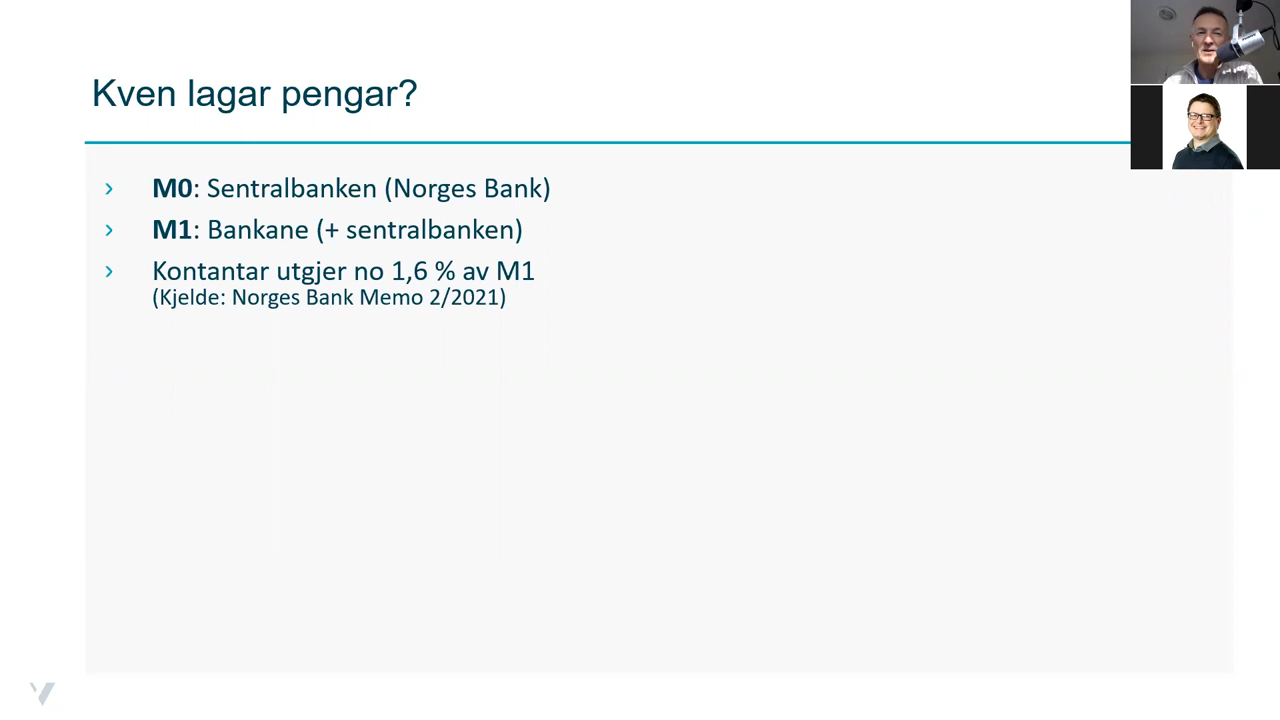 Kven lagar pengar?
› M0: Sentralbanken (Norges Bank)
› M1: Bankane (+ sentralbanken)
› Kontantar utgjer no 1,6 % av M1
(Kjelde: Norges Bank Memo 2/2021)